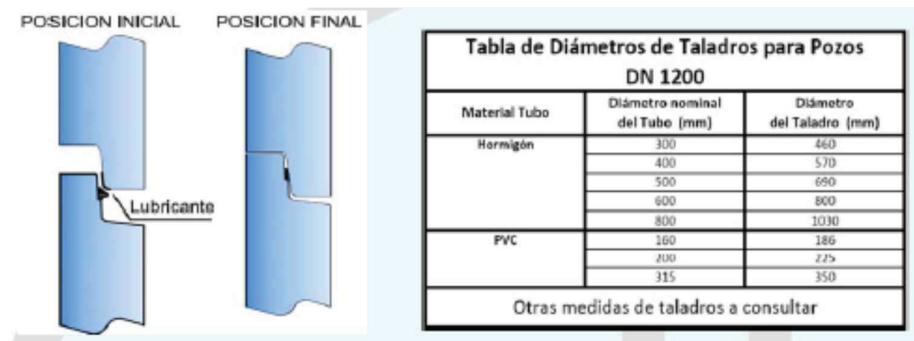 POSICION INICIAL
POSICION FINAL
Lubricante
Tabla de Diámetros de Taladros para Pozos
DN 1200
Material Tubo
Diámetro nominal
del Tubo (mm)
Diámetro
del Taladro (mm)
Hormigón 300 460
400 570
500 690
600 800
800 1030
PVC 160 186
200 225
315 350
Otras medidas de taladros a consultar